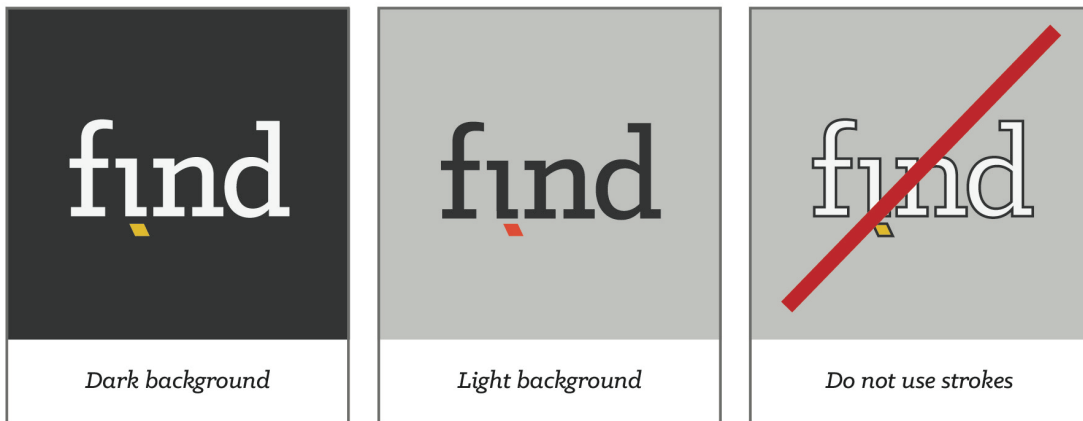 find
find
find
Dark background
Light background
Do not use strokes